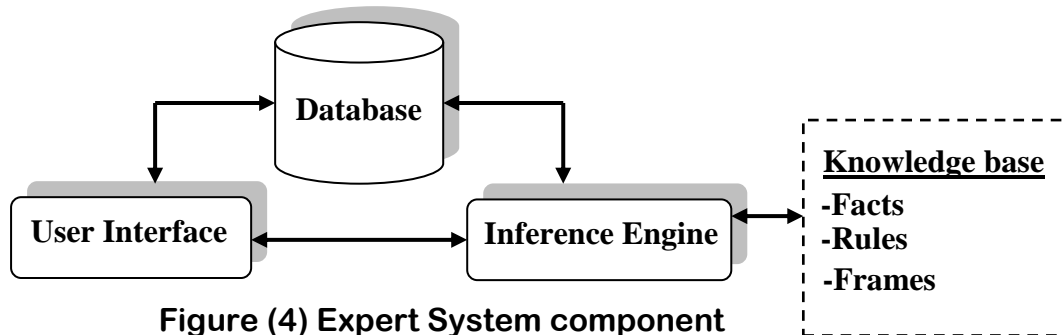 Database
Knowledge base
-Facts
-Rules
-Frames
User Interface
Inference Engine
Figure (4) Expert System component